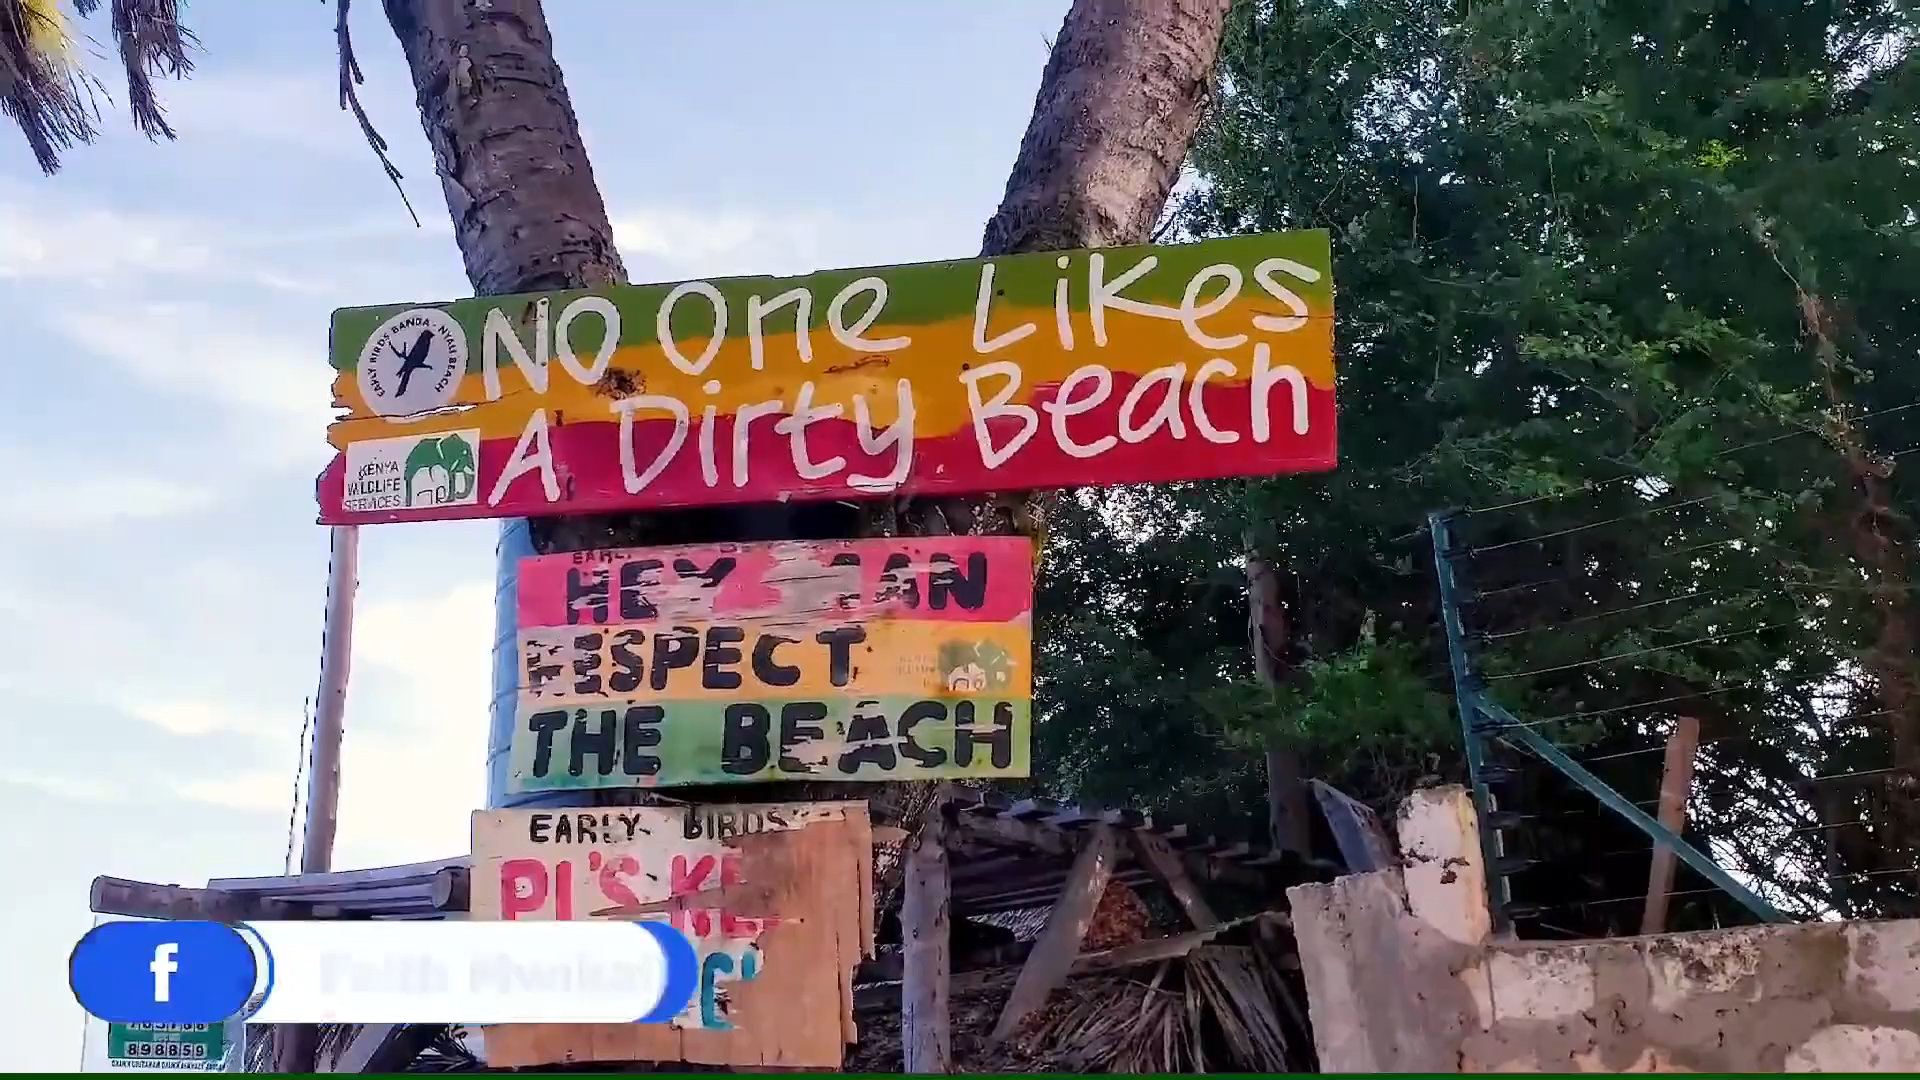 EARLY BIRDS BANDA - NYALI BEACH
No One Likes
A Dirty Beach
KENYA
WILDLIFE
SERVICES
HEY
RESPECT
THE BEACH
EARLY BIRDS
f
898859